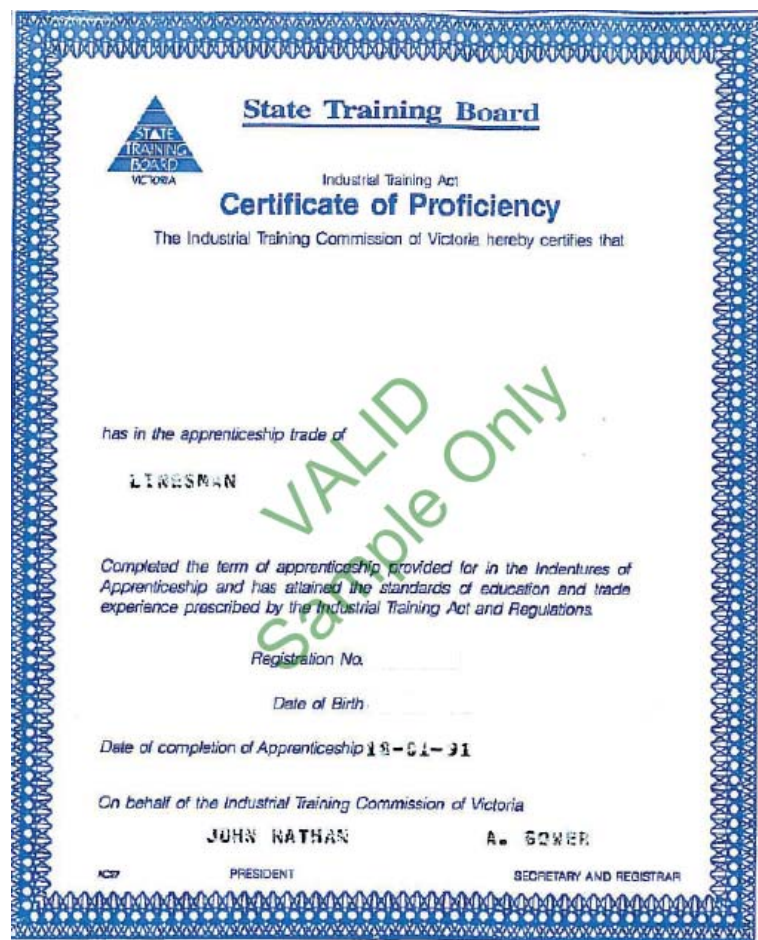 State Training Board
STATE
TRAINING
BOARD
VICTORIA
Industrial Training Act
Certificate of Proficiency
The Industrial Training Commission of Victoria hereby certifies that
has in the apprenticeship trade of
LINESMAN
VALID
Sample Only
Completed the term of apprenticeship provided for in the Indentures of
Apprenticeship and has attained the standards of education and trade
experience prescribed by the Industrial Training Act and Regulations.
Registration No.
Date of Birth
Date of completion of Apprenticeship 18-01-91
On behalf of the Industrial Training Commission of Victoria
JOHN NATHAN A. GOWER
PRESIDENT SECRETARY AND REGISTRAR